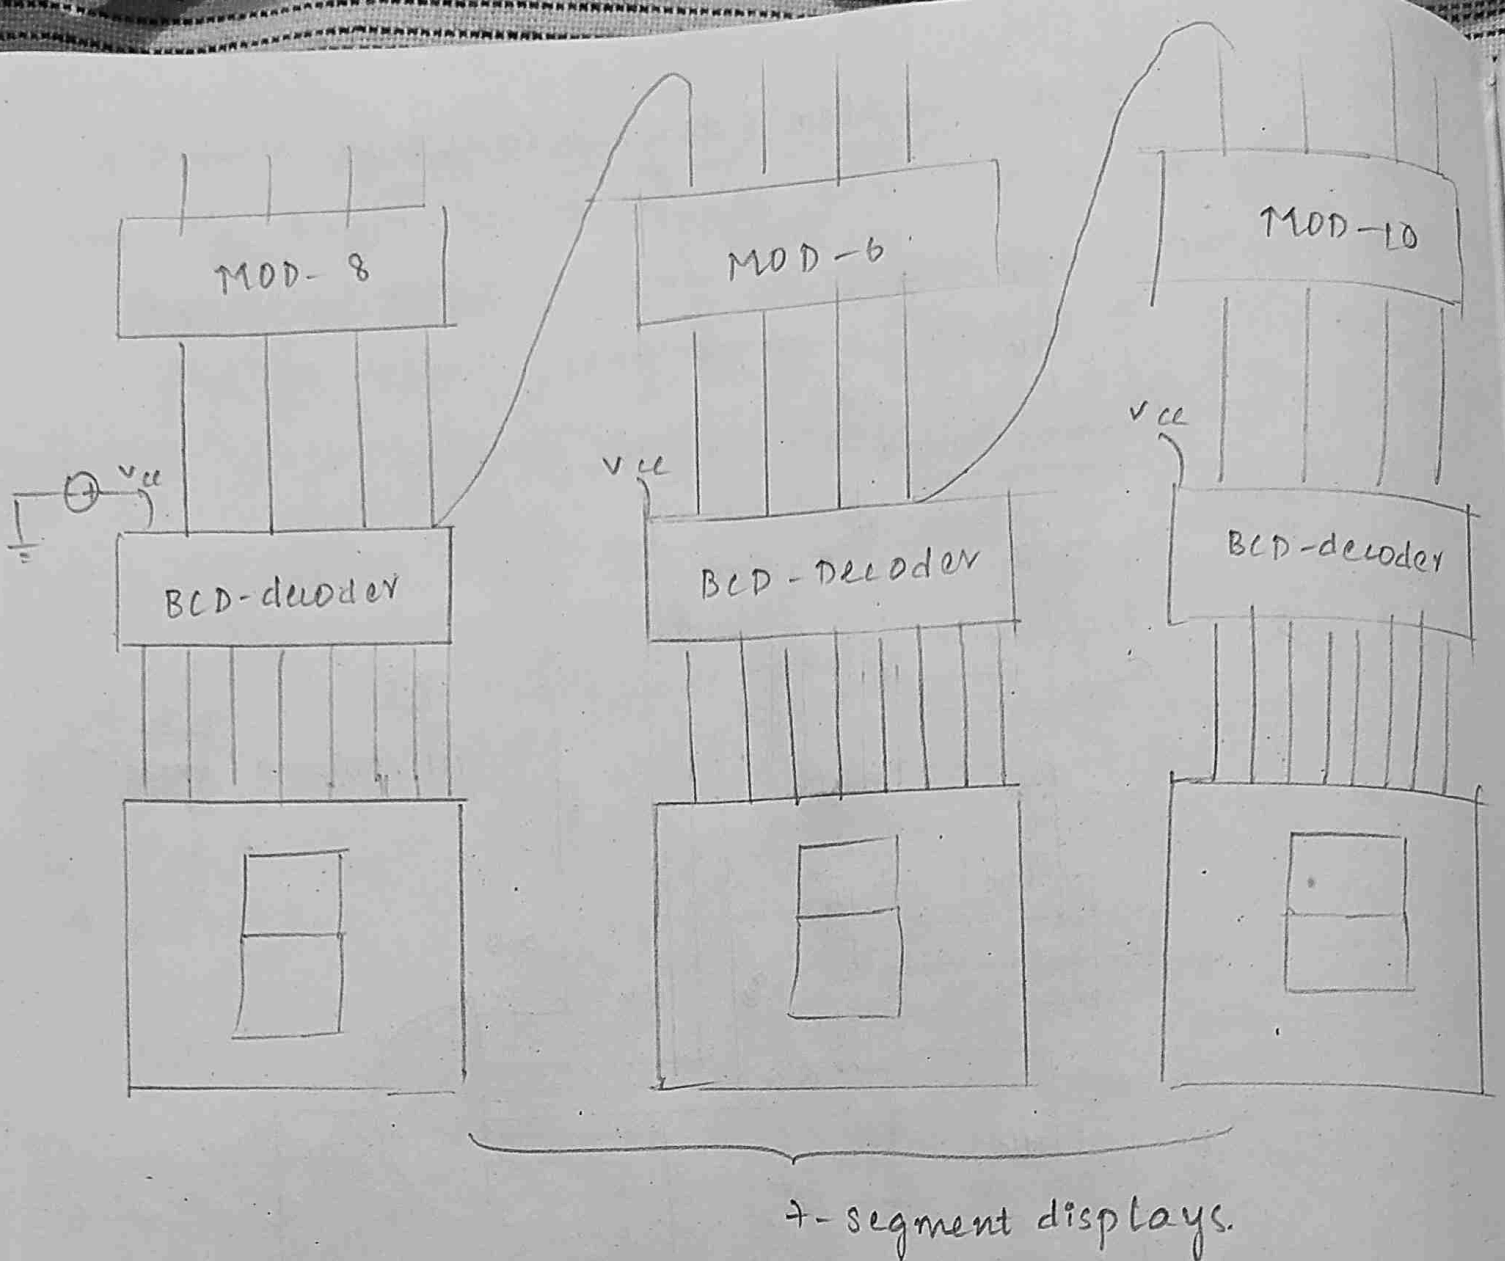 MOD-8
MOD-6
MOD-10
Vcc
Vcc
Vcc
BCD-decoder
BCD-Decoder
BCD-decoder
7-segment displays.